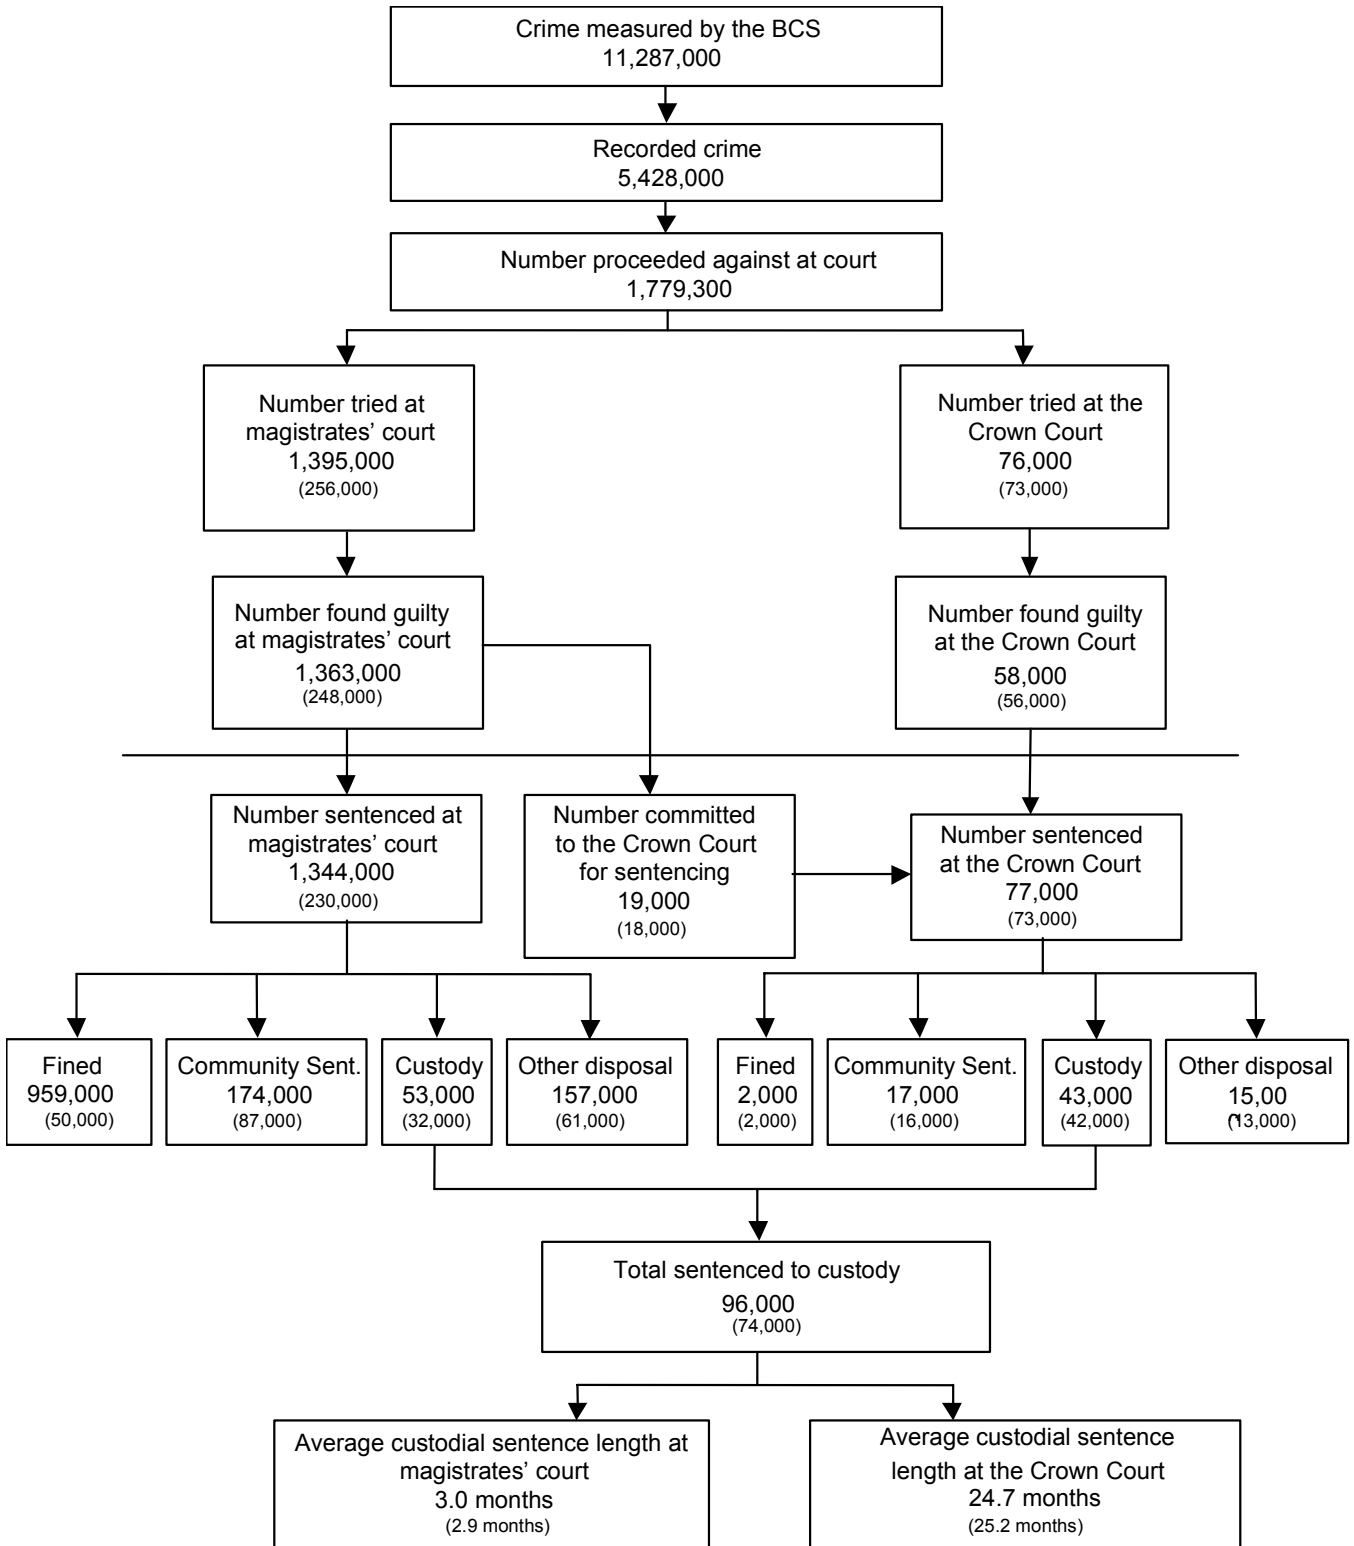 Crime measured by the BCS
11,287,000
Recorded crime
5,428,000
Number proceeded against at court
1,779,300
Number tried at
magistrates’ court
1,395,000
(256,000)
Number tried at the
Crown Court
76,000
(73,000)
Number found guilty
at magistrates’ court
1,363,000
(248,000)
Number found guilty
at the Crown Court
58,000
(56,000)
Number sentenced at
magistrates’ court
1,344,000
(230,000)
Number committed
to the Crown Court
for sentencing
19,000
(18,000)
Number sentenced
at the Crown Court
77,000
(73,000)
Fined
959,000
(50,000)
Community Sent.
174,000
(87,000)
Custody
53,000
(32,000)
Other disposal
157,000
(61,000)
Fined
2,000
(2,000)
Community Sent.
17,000
(16,000)
Custody
43,000
(42,000)
Other disposal
15,00
(13,000)
Total sentenced to custody
96,000
(74,000)
Average custodial sentence length at
magistrates’ court
3.0 months
(2.9 months)
Average custodial sentence
length at the Crown Court
24.7 months
(25.2 months)